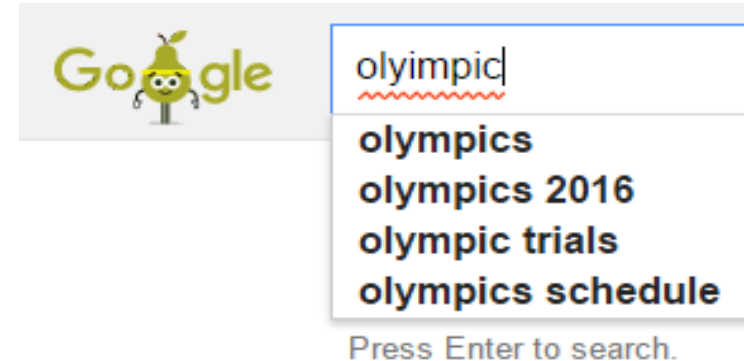 Google
olyimpic
olympics
olympics 2016
olympic trials
olympics schedule
Press Enter to search.